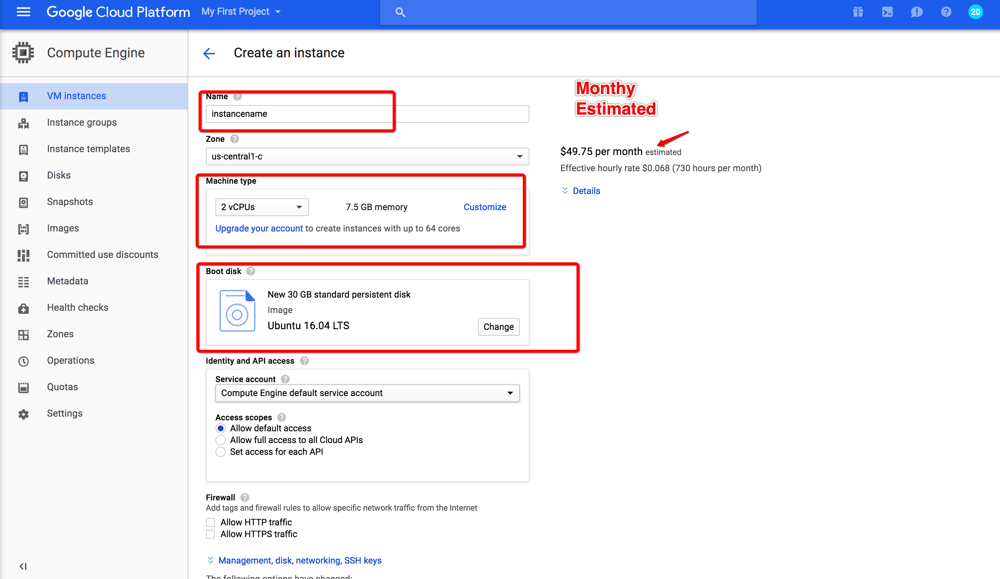 Google Cloud Platform My First Project 20
Compute Engine
VM instances
Instance groups
Instance templates
Disks
Snapshots
Images
Committed use discounts
Metadata
Health checks
Zones
Operations
Quotas
Settings
Create an instance
Name
instancename
Zone
us-central1-c
Machine type
2 vCPUs 7.5 GB memory Customize
Upgrade your account to create instances with up to 64 cores
Boot disk
New 30 GB standard persistent disk
Image
Ubuntu 16.04 LTS
Change
Identity and API access
Service account
Compute Engine default service account
Access scopes
Allow default access
Allow full access to all Cloud APIs
Set access for each API
Firewall
Add tags and firewall rules to allow specific network traffic from the Internet
Allow HTTP traffic
Allow HTTPS traffic
Management, disk, networking, SSH keys
The following options have changed:
Monthy
Estimated
$49.75 per month estimated
Effective hourly rate $0.068 (730 hours per month)
Details